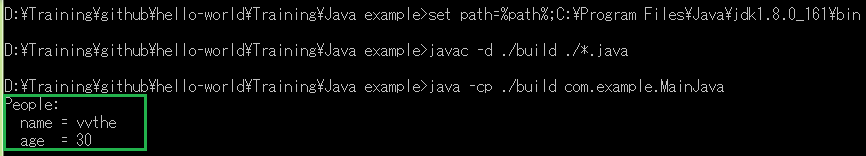 D:¥Training¥github¥hello-world¥Training¥Java example>set path=%path%;C:¥Program Files¥Java¥jdk1.8.0_161¥bin
D:¥Training¥github¥hello-world¥Training¥Java example>javac -d ./build ./*.java
D:¥Training¥github¥hello-world¥Training¥Java example>java -cp ./build com.example.MainJava
People:
  name = vvthe
  age  = 30